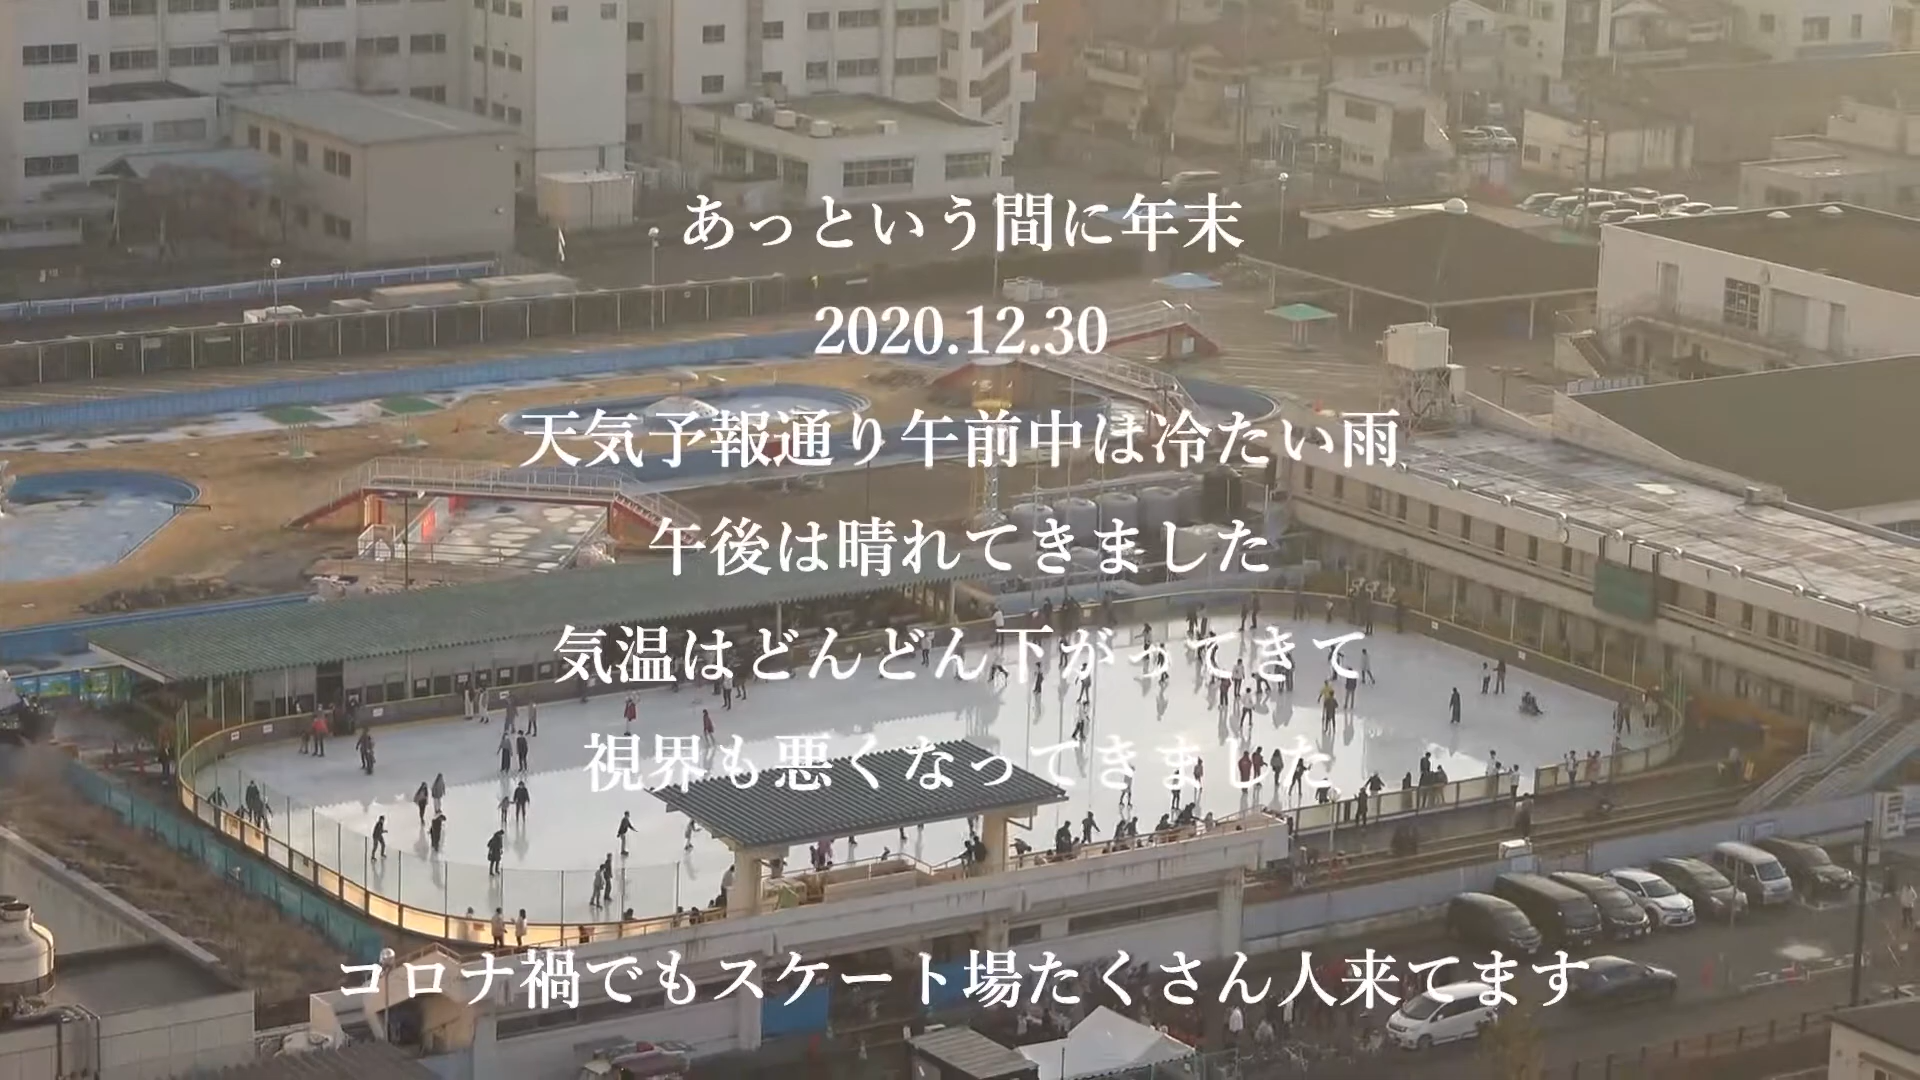 あっという間に年末
2020.12.30
天気予報通り午前中は冷たい雨
午後は晴れてきました
気温はどんどん下がってきて
視界も悪くなってきました
コロナ禍でもスケート場たくさん人来てます